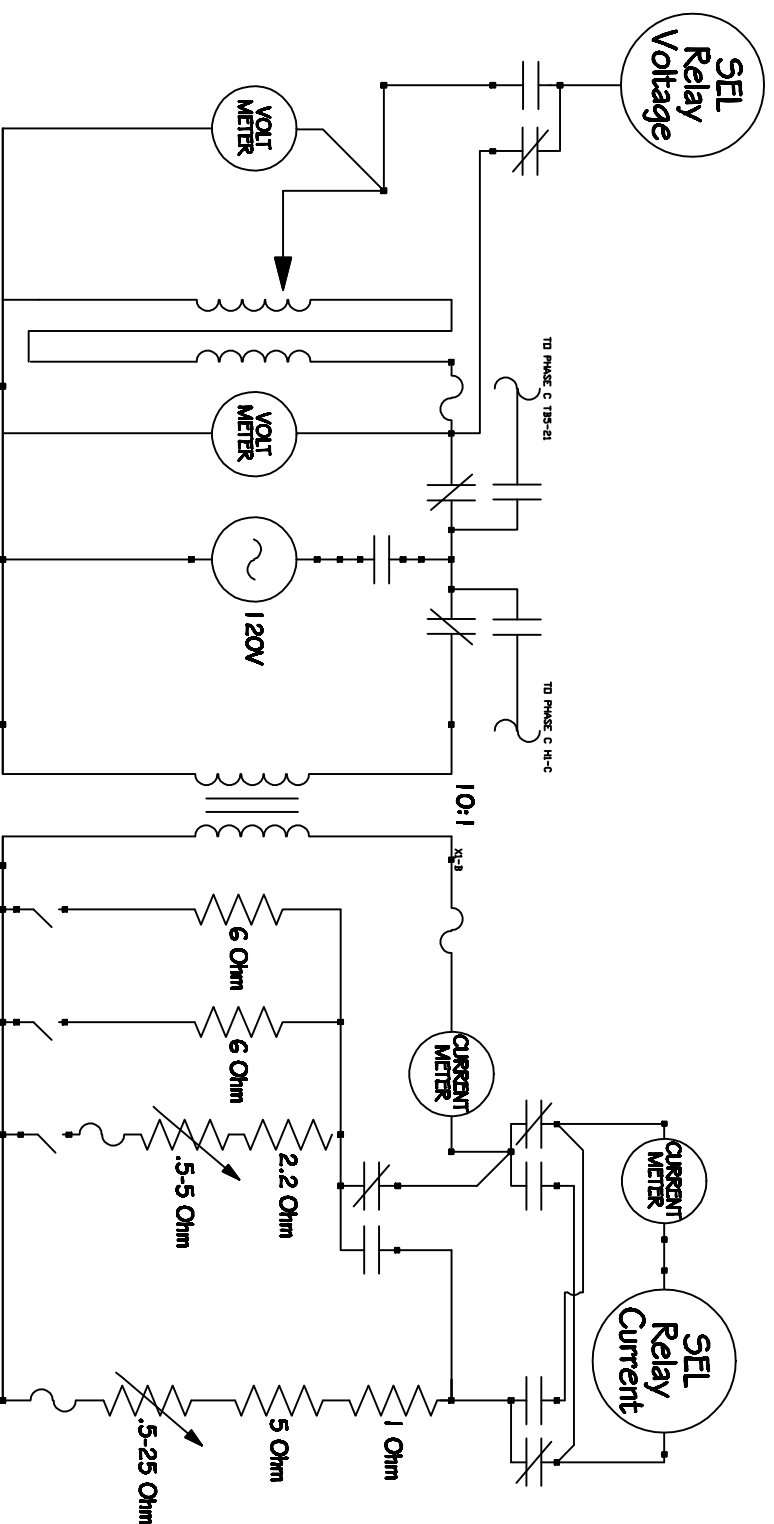 SEL
Relay
Voltage
VOLT
METER
TO PHASE C TB5-21
VOLT
METER
120V
TO PHASE C H1-C
10:1
X1-B
6 Ohm
6 Ohm
CURRENT
METER
2.2 Ohm
.5-5 Ohm
CURRENT
METER
SEL
Relay
Current
1 Ohm
5 Ohm
.5-25 Ohm